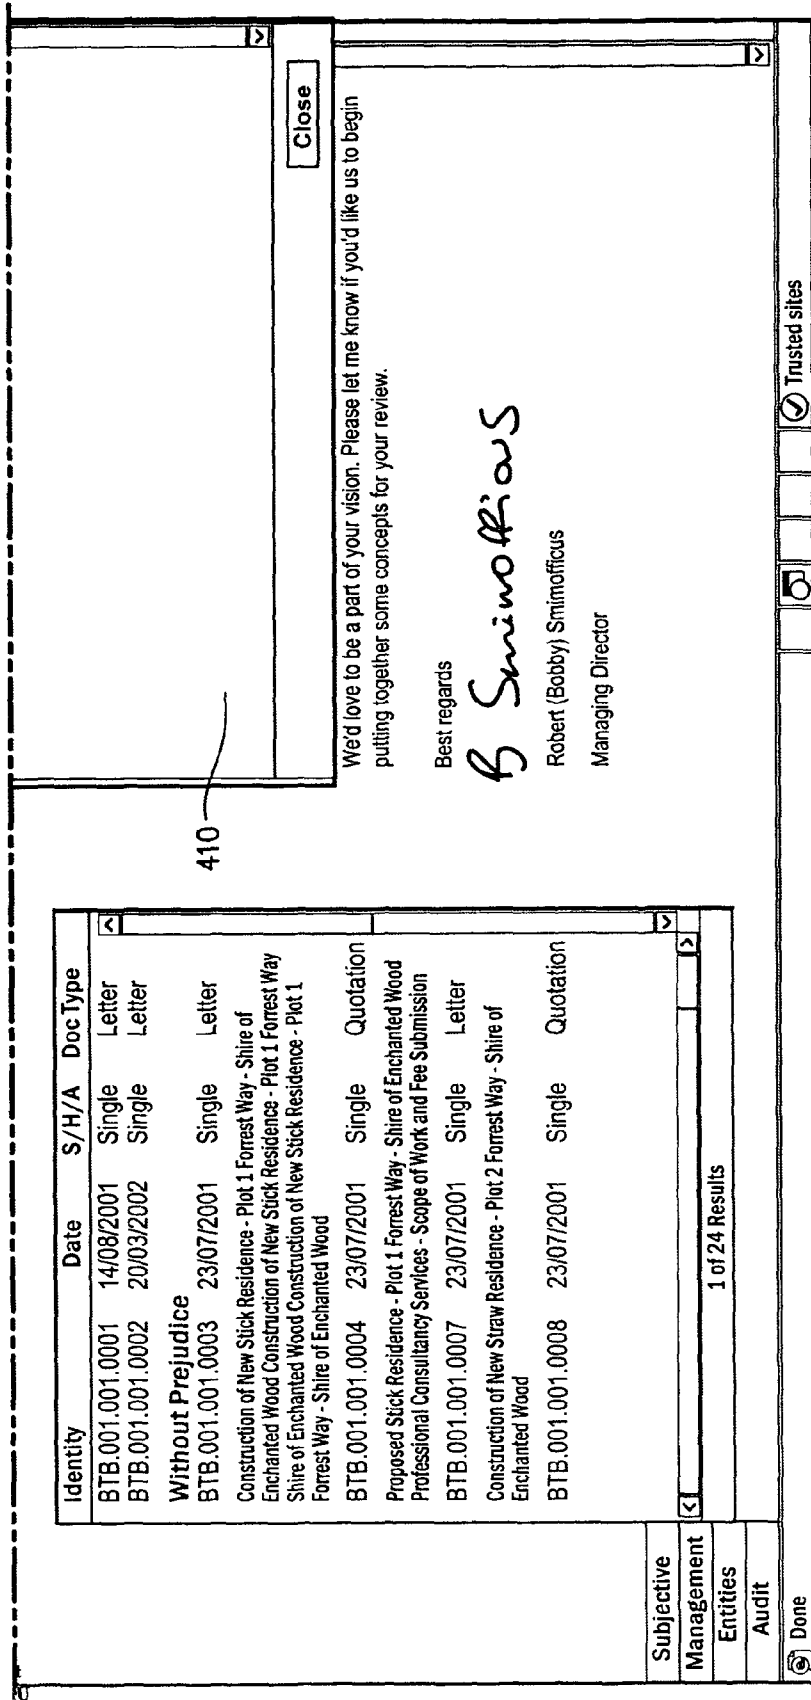 Identity Date S/H/A Doc Type
BTB.001.001.0001 14/08/2001 Single Letter
BTB.001.001.0002 20/03/2002 Single Letter
Without Prejudice
BTB.001.001.0003 23/07/2001 Single Letter
Construction of New Stick Residence - Plot 1 Forrest Way - Shire of
Enchanted Wood Construction of New Stick Residence - Plot 1 Forrest Way
Shire of Enchanted Wood Construction of New Stick Residence - Plot 1
Forrest Way - Shire of Enchanted Wood
BTB.001.001.0004 23/07/2001 Single Quotation
Proposed Stick Residence - Plot 1 Forrest Way - Shire of Enchanted Wood
Professional Consultancy Services - Scope of Work and Fee Submission
BTB.001.001.0007 23/07/2001 Single Letter
Construction of New Straw Residence - Plot 2 Forrest Way - Shire of
Enchanted Wood
BTB.001.001.0008 23/07/2001 Single Quotation
1 of 24 Results
Subjective
Management
Entities
Audit
410
Close
We'd love to be a part of your vision. Please let me know if you'd like us to begin
putting together some concepts for your review.
Best regards
B Smimofficus
Robert (Bobby) Smimofficus
Managing Director
Done
Trusted sites